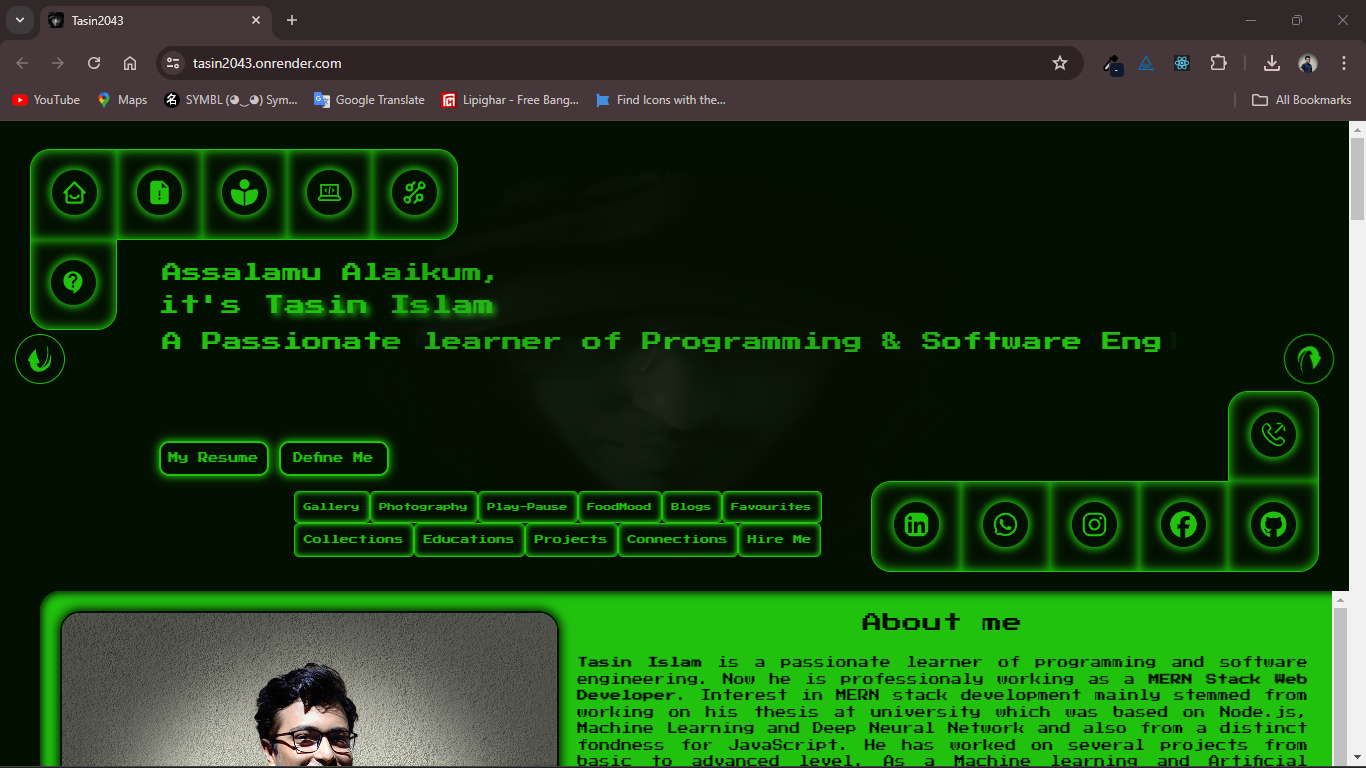 Tasin2043
tasin2043.onrender.com
YouTube
Maps
SYMBL (◕‿◕) Sym...
Google Translate
Lipighar - Free Bang...
Find Icons with the...
All Bookmarks
Assalamu Alaikum,
it's Tasin Islam
A Passionate learner of Programming & Software Eng
My Resume
Define Me
Gallery
Photography
Play-Pause
FoodMood
Blogs
Favourites
Collections
Educations
Projects
Connections
Hire Me
About me
Tasin Islam is a passionate learner of programming and software
engineering. Now he is professionaly working as a MERN Stack Web
Developer. Interest in MERN stack development mainly stemmed from
working on his thesis at university which was based on Node.js,
Machine Learning and Deep Neural Network and also from a distinct
fondness for JavaScript. He has worked on several projects from
basic to advanced level. As a Machine learning and Artificial